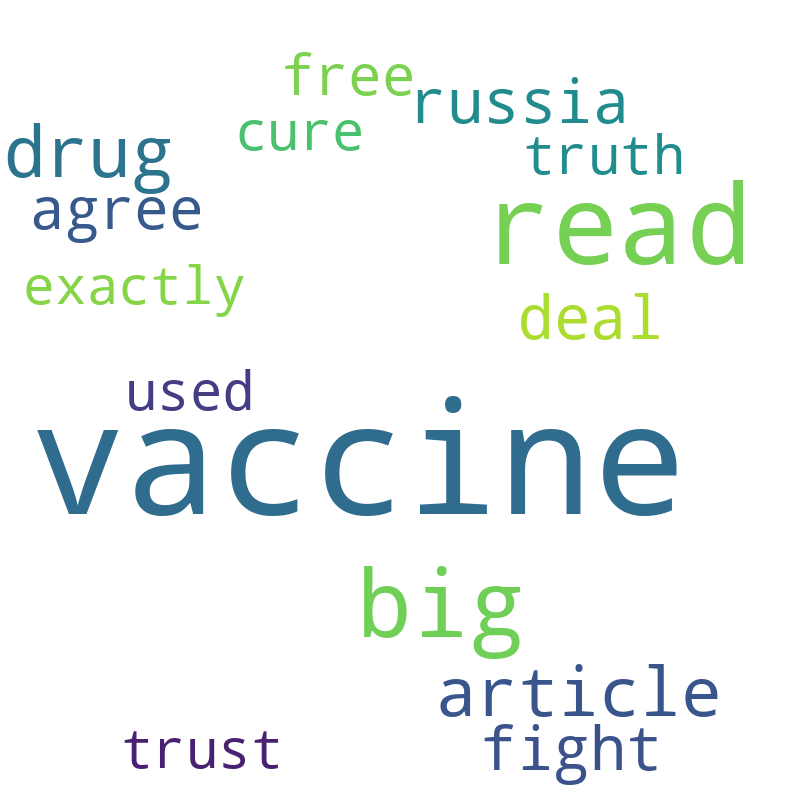 free
russia
cure
drug
truth
agree
read
exactly
deal
used
vaccine
big
article
trust
fight